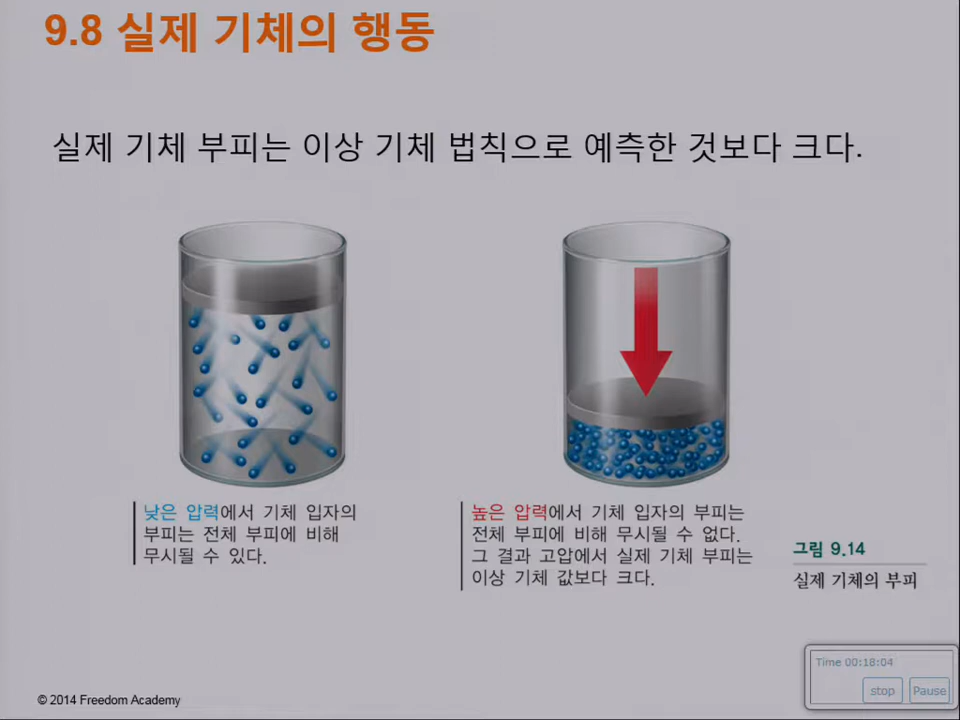 9.8 실제 기체의 행동
실제 기체 부피는 이상 기체 법칙으로 예측한 것보다 크다.
낮은 압력에서 기체 입자의
부피는 전체 부피에 비해
무시될 수 있다.
높은 압력에서 기체 입자의 부피는
전체 부피에 비해 무시될 수 없다.
그 결과 고압에서 실제 기체 부피는
이상 기체 값보다 크다.
그림 9.14
실제 기체의 부피
Time 00:18:04
stop
Pause
© 2014 Freedom Academy